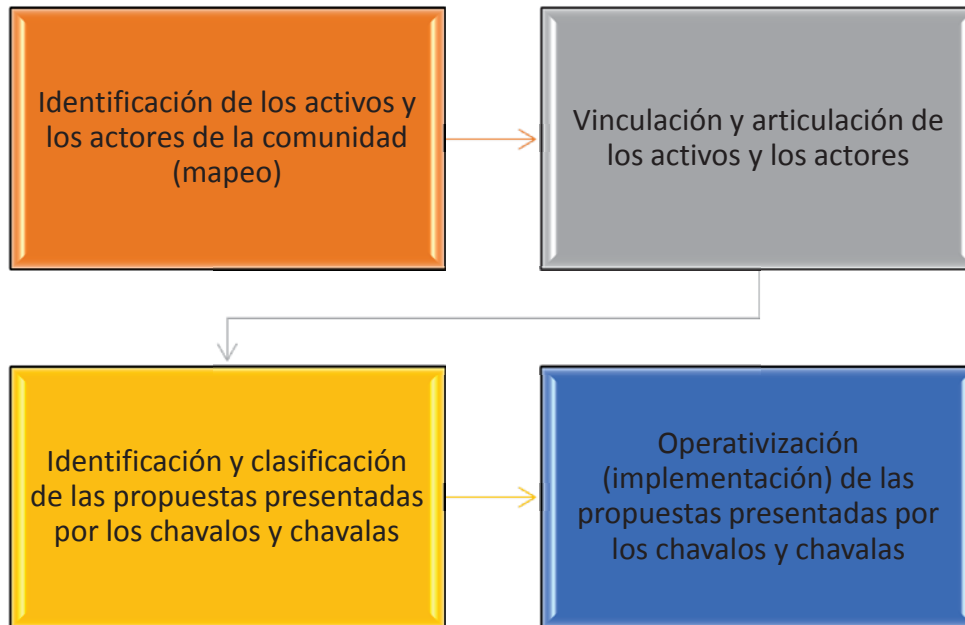 Identificación de los activos y
los actores de la comunidad
(mapeo)
Vinculación y articulación de
los activos y los actores
Identificación y clasificación
de las propuestas presentadas
por los chavalos y chavalas
Operativización
(implementación) de las
propuestas presentadas por
los chavalos y chavalas